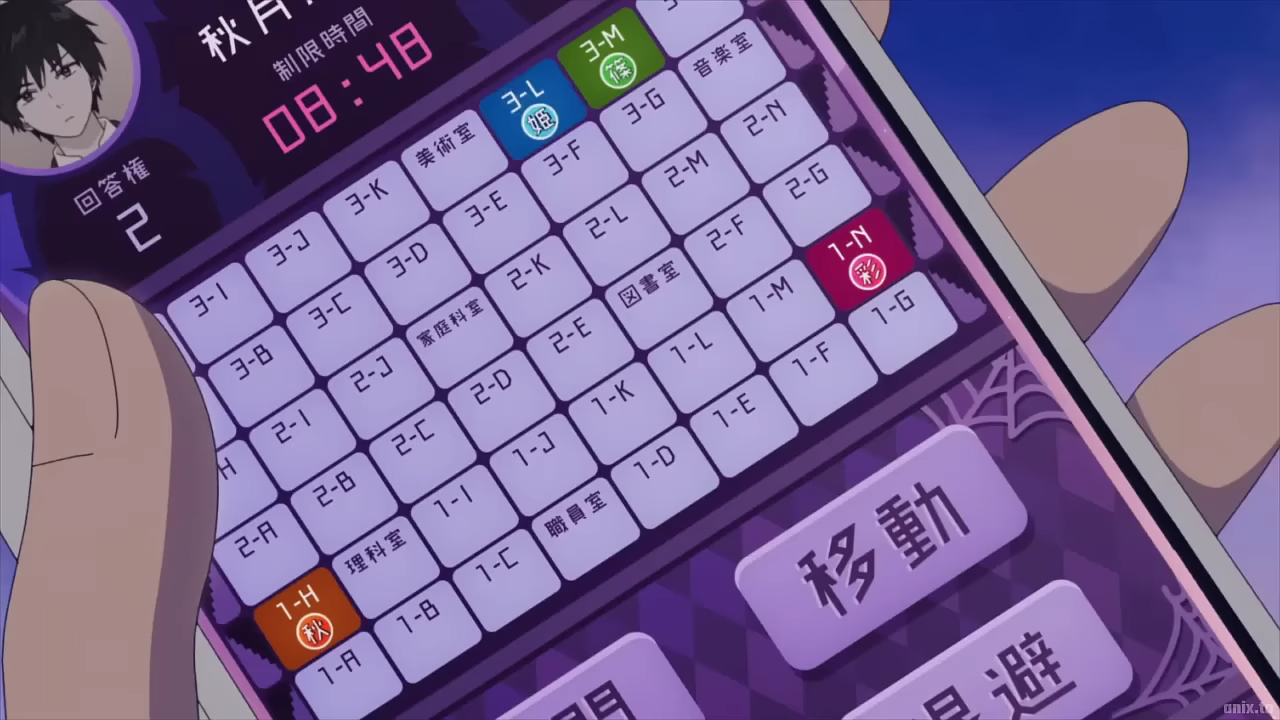 秋月
制限時間
08:48
回答権
2
3-I 3-J 3-K 美術室 3-L 姫 3-M 篠
3-B 3-C 3-D 3-E 3-F 3-G 音楽室
H 2-I 2-J 家庭科室 2-K 2-L 2-M 2-N
2-A 2-B 2-C 2-D 2-E 図書室 2-F 2-G
1-H 秋 理科室 1-I 1-J 1-K 1-L 1-M 1-N 彩
1-A 1-B 1-C 職員室 1-D 1-E 1-F 1-G
移動
避
anix.to